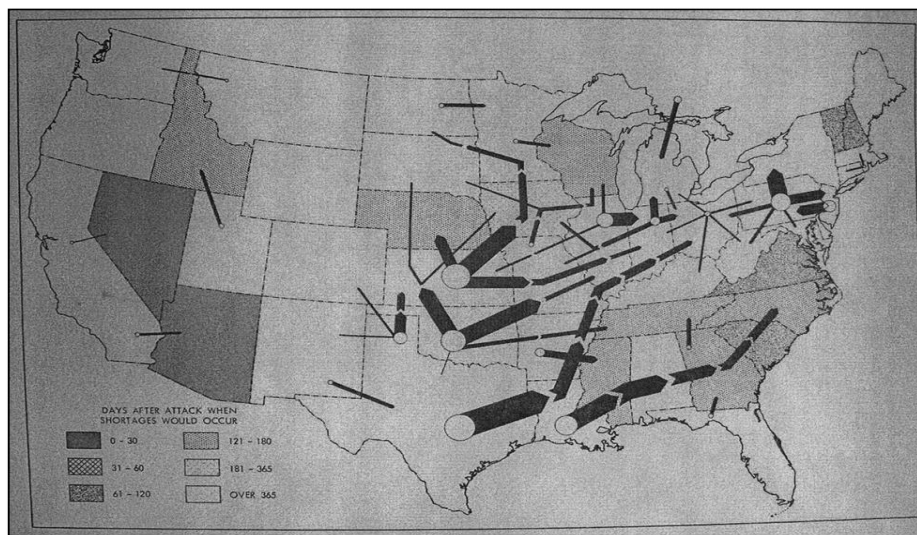 DAYS AFTER ATTACK WHEN
SHORTAGES WOULD OCCUR
0 - 30
31 - 60
61 - 120
121 - 180
181 - 365
OVER 365